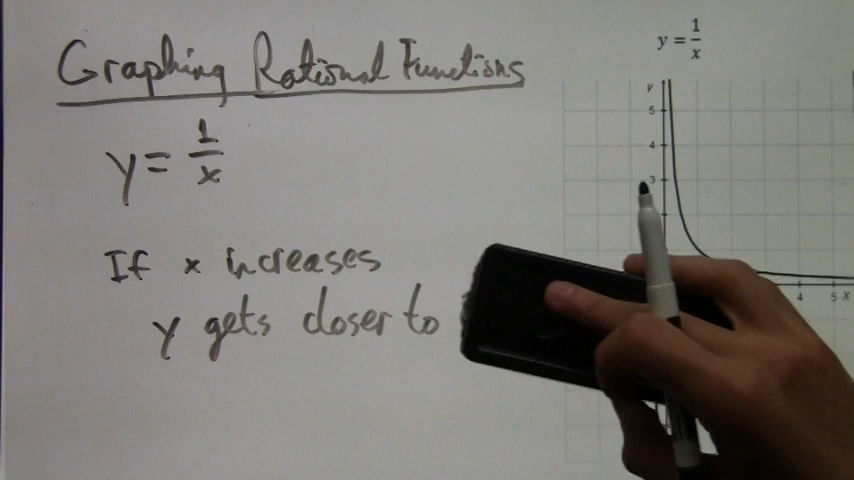 Graphing Rational Functions
y = 1/x
If x increases
y gets closer to
y = 1/x
y
5
4
3
4 5 x